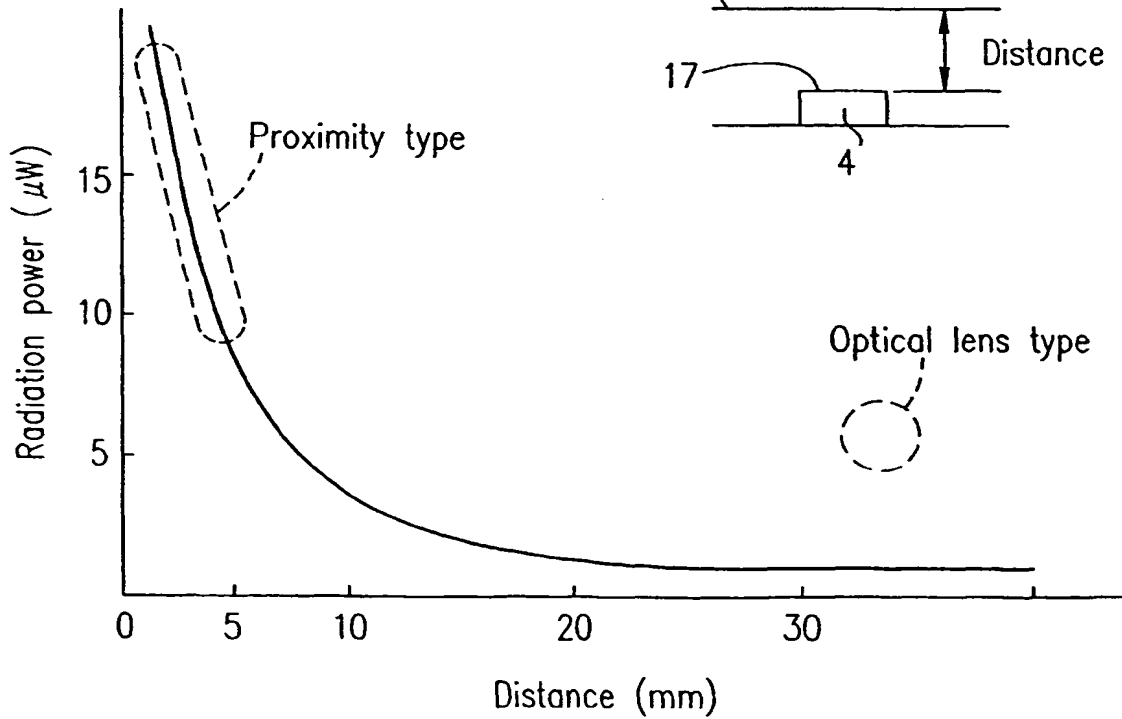 Distance
17
4
Proximity type
Optical lens type
Radiation power (μW)
15
10
5
0 5 10 20 30
Distance (mm)